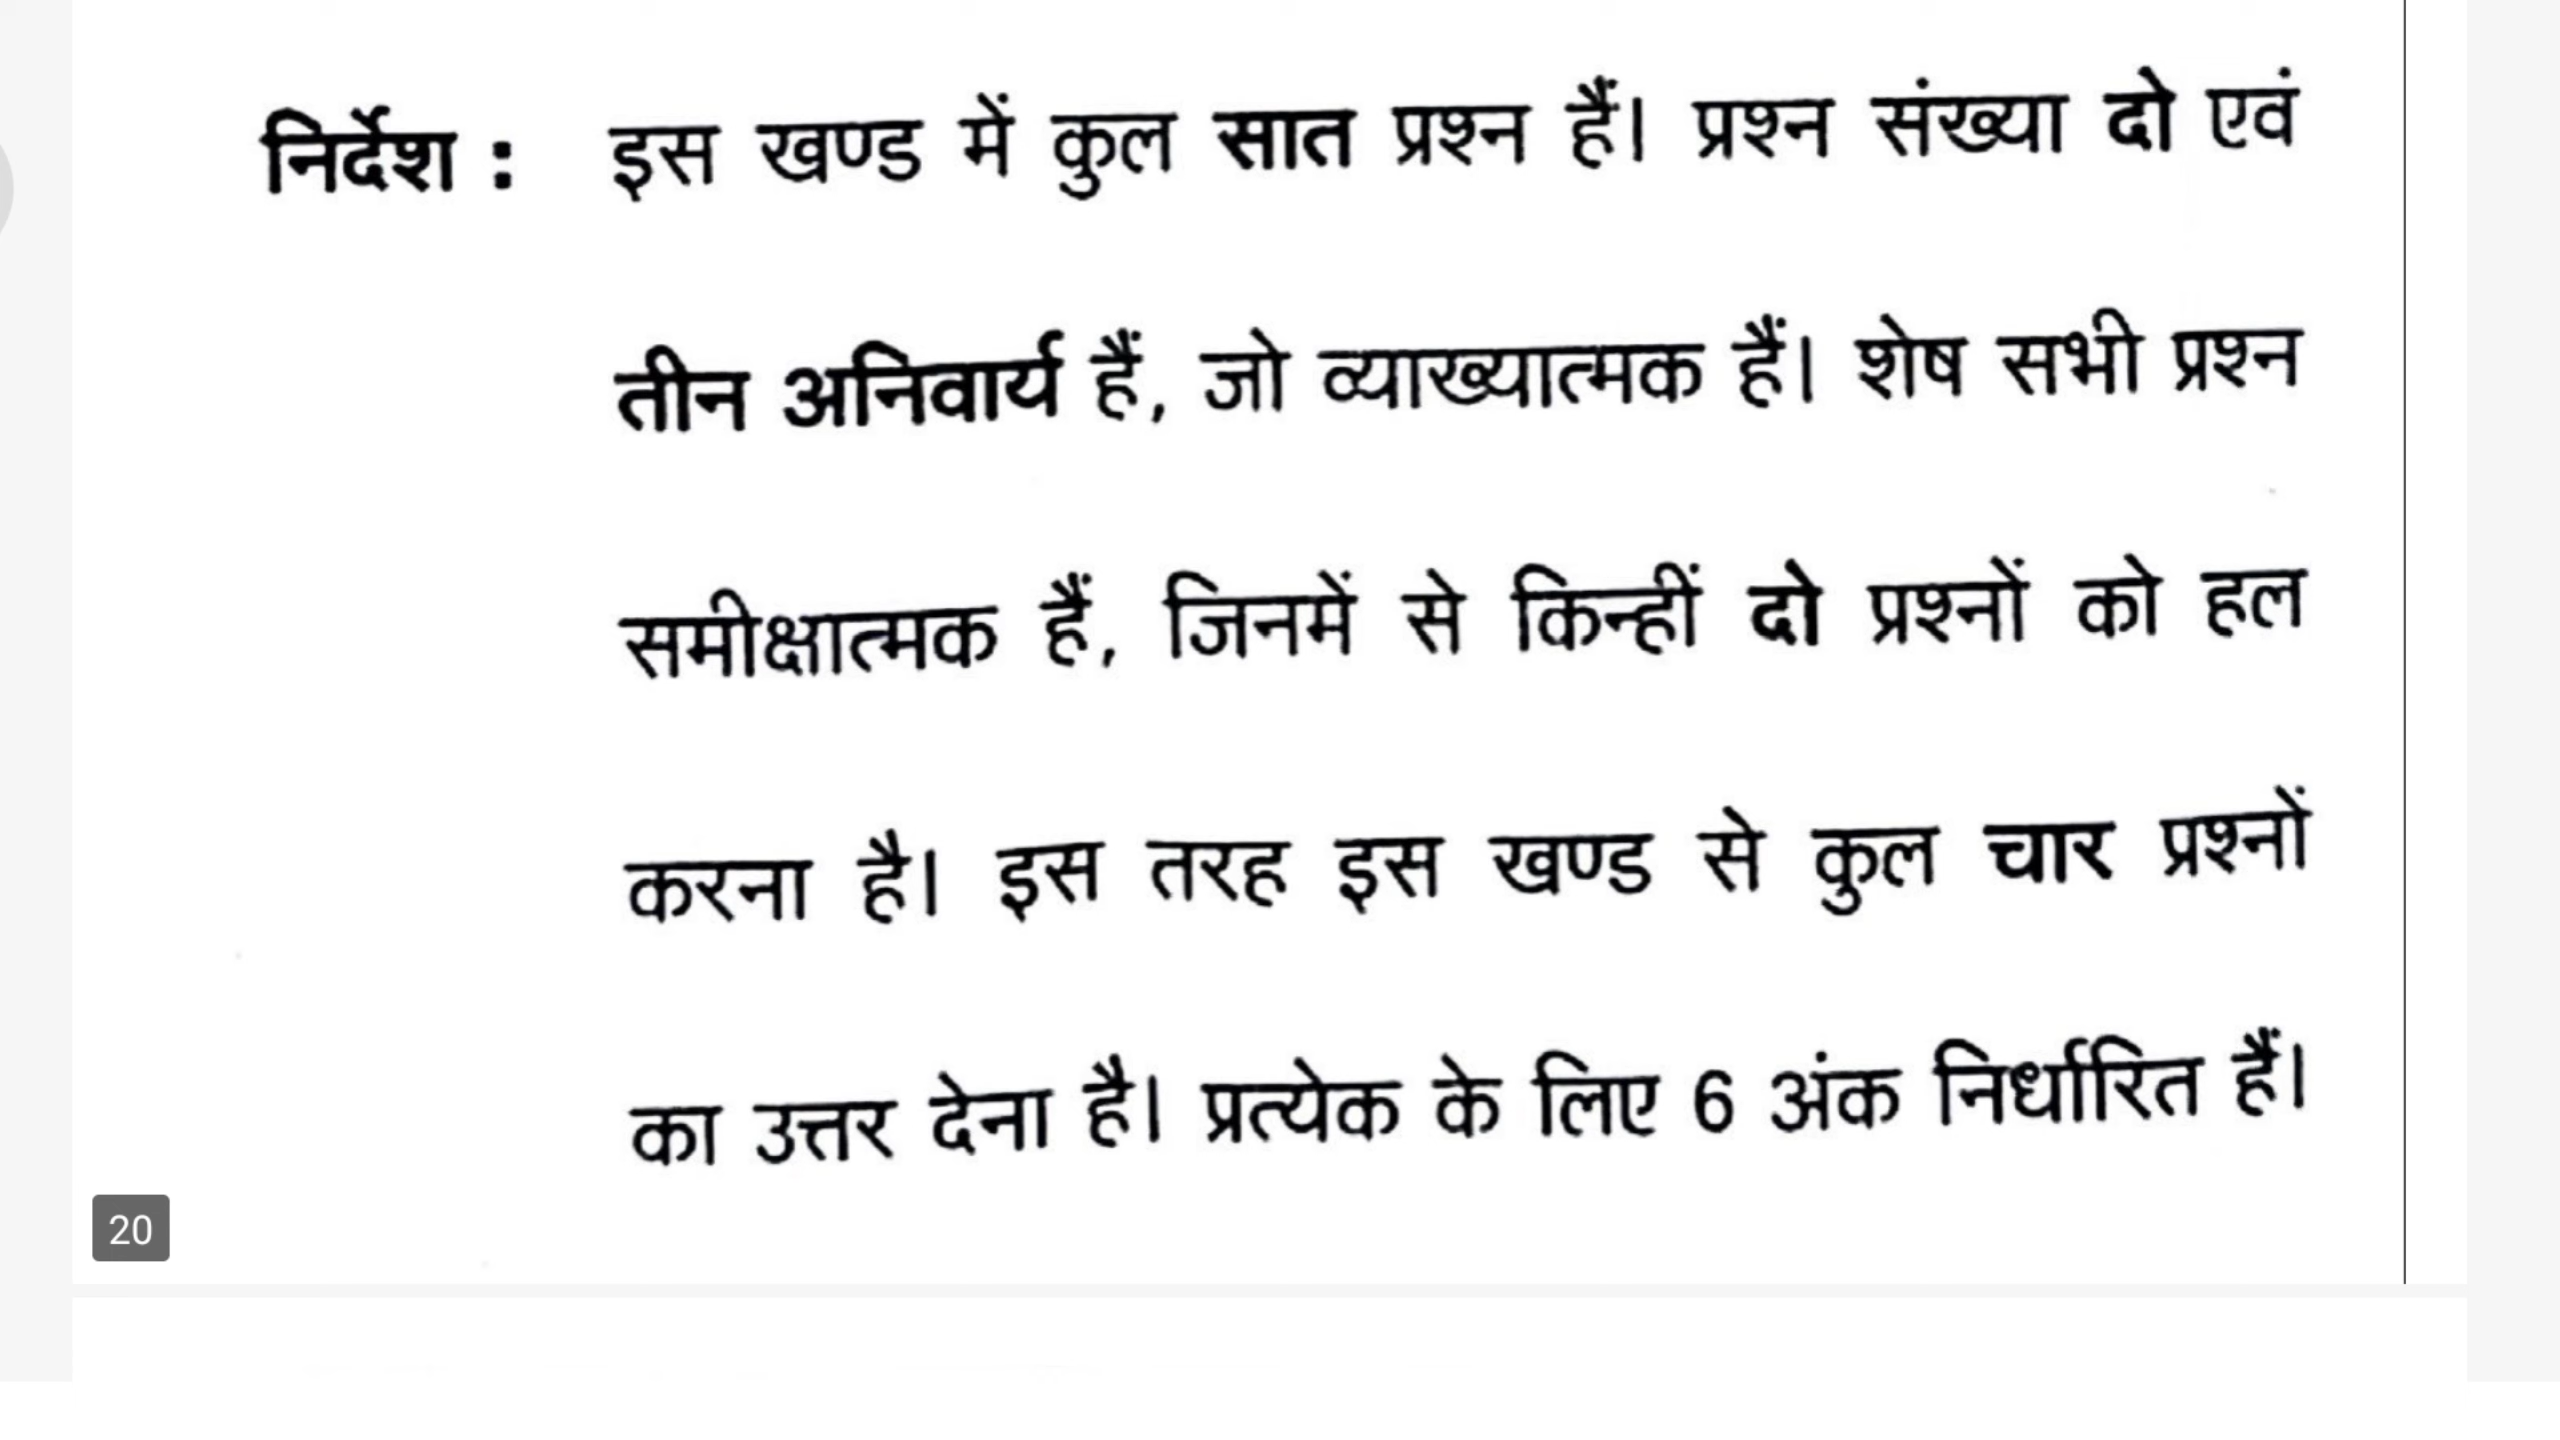 निर्देश : इस खण्ड में कुल सात प्रश्न हैं। प्रश्न संख्या दो एवं
तीन अनिवार्य हैं, जो व्याख्यात्मक हैं। शेष सभी प्रश्न
समीक्षात्मक हैं, जिनमें से किन्हीं दो प्रश्नों को हल
करना है। इस तरह इस खण्ड से कुल चार प्रश्नों
का उत्तर देना है। प्रत्येक के लिए 6 अंक निर्धारित हैं।
20